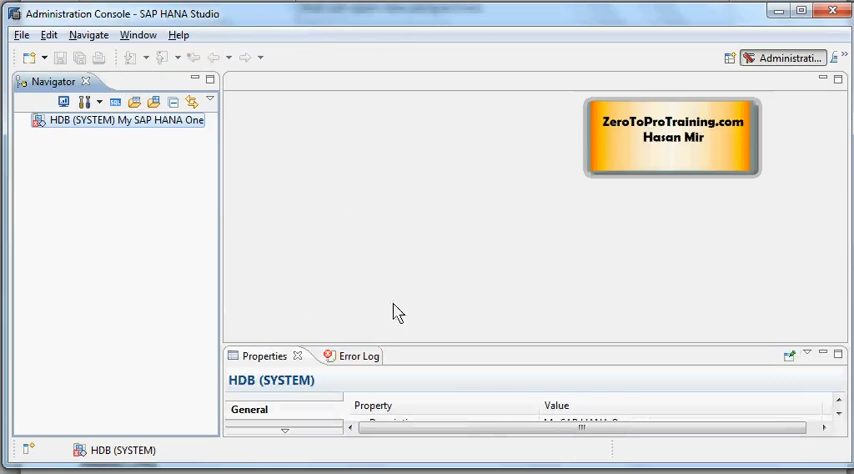 Administration Console - SAP HANA Studio
File Edit Navigate Window Help
Administrati...
Navigator
SQL
HDB (SYSTEM) My SAP HANA One
ZeroToProTraining.com
Hasan Mir
Properties Error Log
HDB (SYSTEM)
General
Property Value
HDB (SYSTEM)